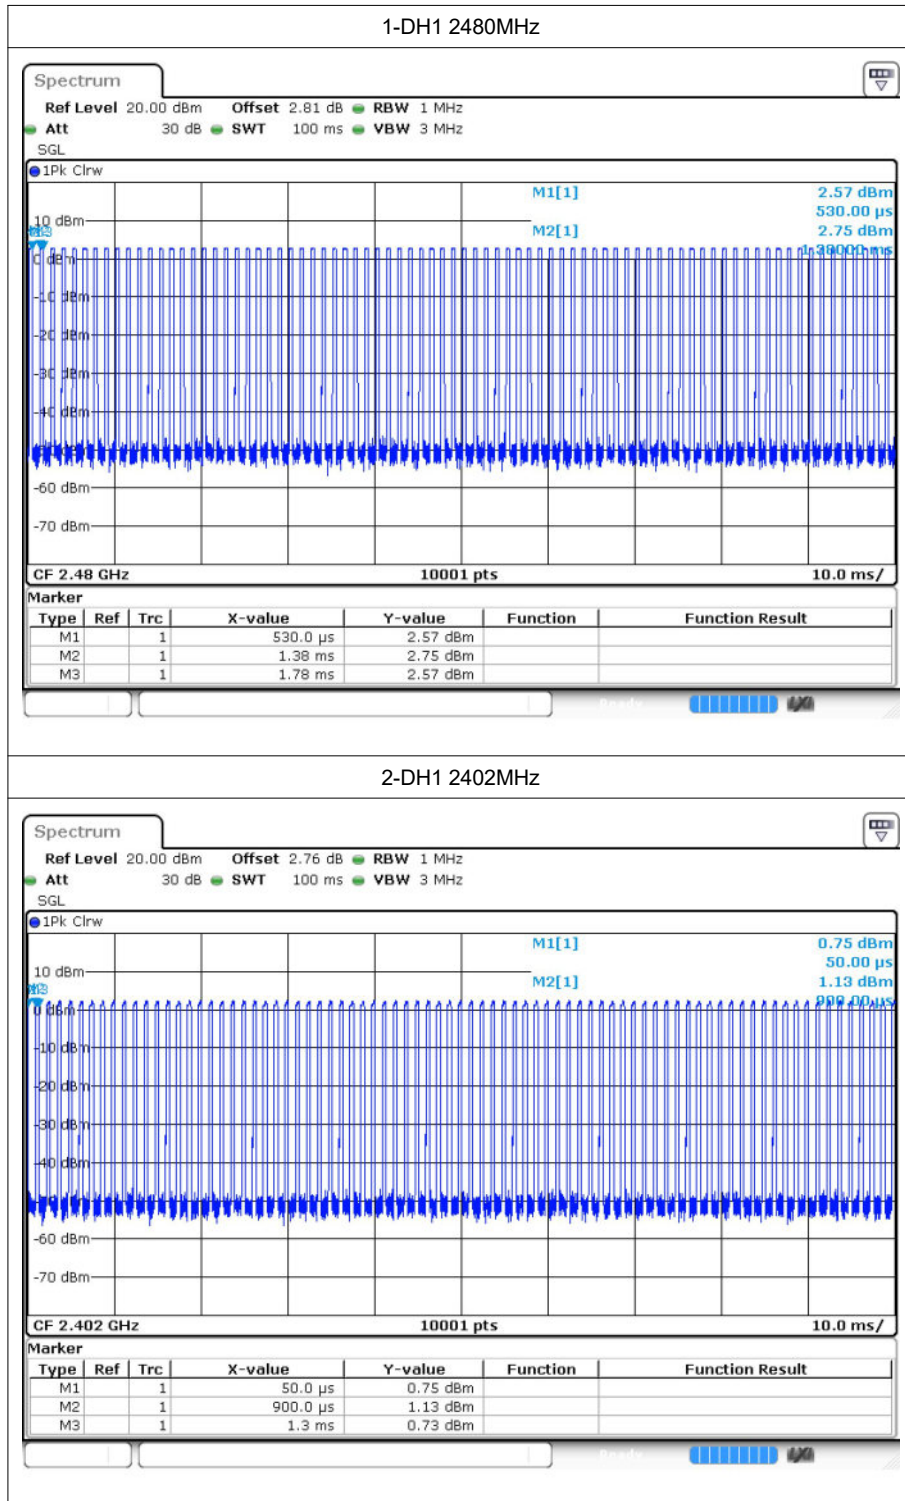 1-DH1 2480MHz
Spectrum
Ref Level 20.00 dBm Offset 2.81 dB RBW 1 MHz
Att 30 dB SWT 100 ms VBW 3 MHz
SGL
1Pk Clrw
M1[1] 2.57 dBm
530.00 µs
10 dBm
M2[1] 2.75 dBm
1.38000 ms
0 dBm
-10 dBm
-20 dBm
-30 dBm
-40 dBm
-60 dBm
-70 dBm
CF 2.48 GHz 10001 pts 10.0 ms/
Marker
Type Ref Trc X-value Y-value Function Function Result
M1 1 530.0 µs 2.57 dBm
M2 1 1.38 ms 2.75 dBm
M3 1 1.78 ms 2.57 dBm
Ready
2-DH1 2402MHz
Spectrum
Ref Level 20.00 dBm Offset 2.76 dB RBW 1 MHz
Att 30 dB SWT 100 ms VBW 3 MHz
SGL
1Pk Clrw
M1[1] 0.75 dBm
50.00 µs
10 dBm
M2[1] 1.13 dBm
900.00 µs
0 dBm
-10 dBm
-20 dBm
-30 dBm
-40 dBm
-60 dBm
-70 dBm
CF 2.402 GHz 10001 pts 10.0 ms/
Marker
Type Ref Trc X-value Y-value Function Function Result
M1 1 50.0 µs 0.75 dBm
M2 1 900.0 µs 1.13 dBm
M3 1 1.3 ms 0.73 dBm
Ready